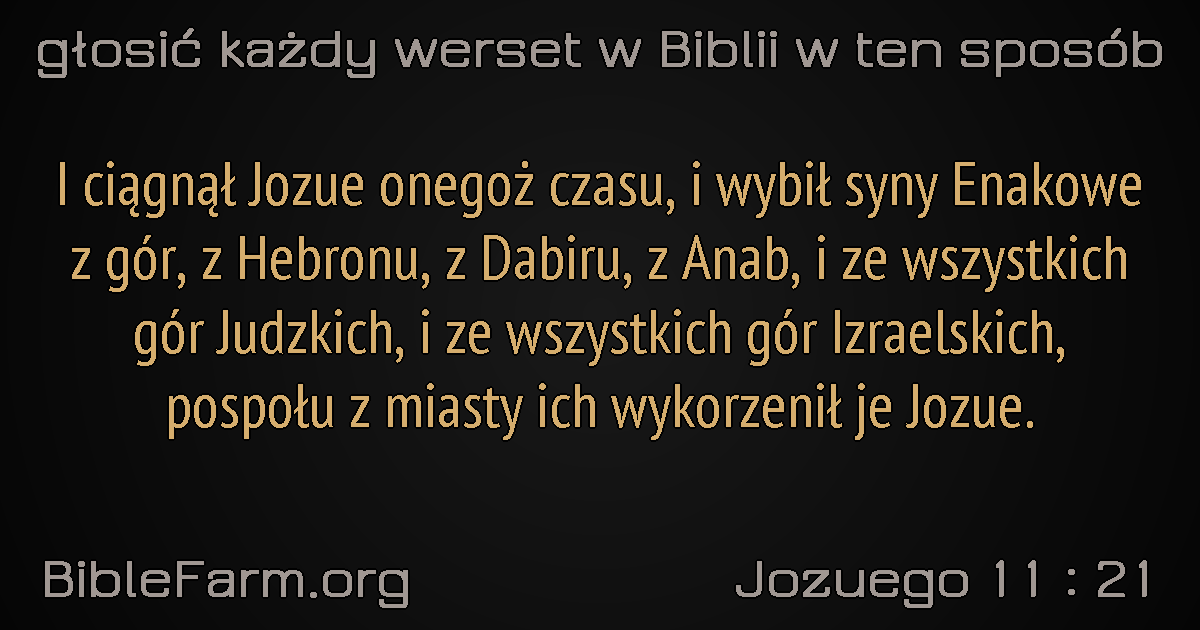 głosić każdy werset w Biblii w ten sposób
I ciągnął Jozue onegoż czasu, i wybił syny Enakowe
z gór, z Hebronu, z Dabiru, z Anab, i ze wszystkich
gór Judzkich, i ze wszystkich gór Izraelskich,
pospołu z miasty ich wykorzenił je Jozue.
BibleFarm.org
Jozuego 11 : 21